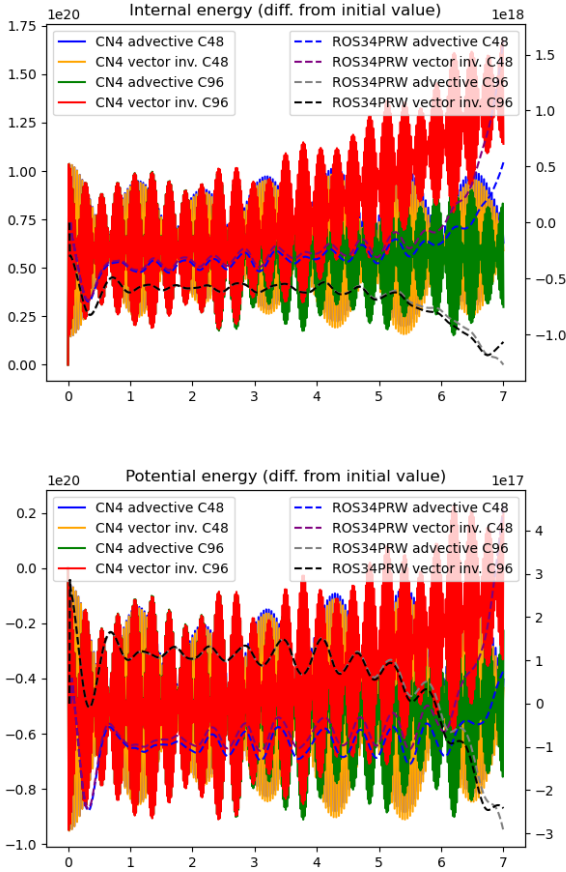 Internal energy (diff. from initial value)
1e20
1e18
CN4 advective C48
CN4 vector inv. C48
CN4 advective C96
CN4 vector inv. C96
ROS34PRW advective C48
ROS34PRW vector inv. C48
ROS34PRW advective C96
ROS34PRW vector inv. C96
1.75
1.50
1.25
1.00
0.75
0.50
0.25
0.00
1.5
1.0
0.5
0.0
−0.5
−1.0
0 1 2 3 4 5 6 7
Potential energy (diff. from initial value)
1e20
1e17
CN4 advective C48
CN4 vector inv. C48
CN4 advective C96
CN4 vector inv. C96
ROS34PRW advective C48
ROS34PRW vector inv. C48
ROS34PRW advective C96
ROS34PRW vector inv. C96
0.2
0.0
−0.2
−0.4
−0.6
−0.8
−1.0
4
3
2
1
0
−1
−2
−3
0 1 2 3 4 5 6 7